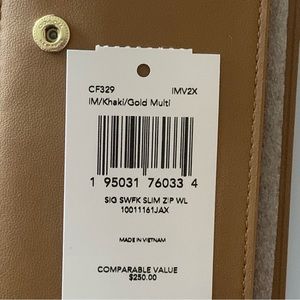 CF329 IMV2X
IM/Khaki/Gold Multi
1 95031 76033 4
SIG SWFK SLIM ZIP WL
10011161JAX
MADE IN VIETNAM
COMPARABLE VALUE
$250.00